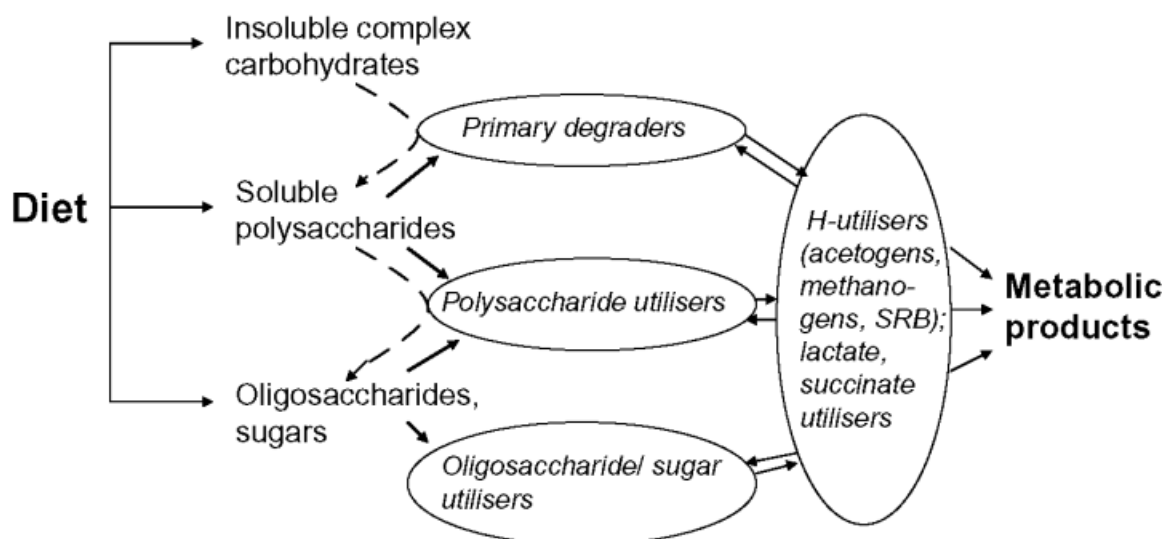 Diet
Insoluble complex
carbohydrates
Soluble
polysaccharides
Oligosaccharides,
sugars
Primary degraders
Polysaccharide utilisers
Oligosaccharide/ sugar
utilisers
H-utilisers
(acetogens,
methano-
gens, SRB);
lactate,
succinate
utilisers
Metabolic
products